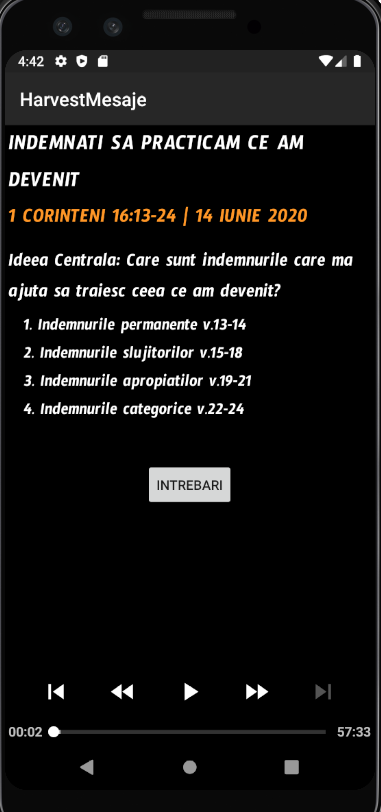 4:42
HarvestMesaje
INDEMNATI SA PRACTICAM CE AM
DEVENIT
1 CORINTENI 16:13-24 | 14 IUNIE 2020
Ideea Centrala: Care sunt indemnurile care ma
ajuta sa traiesc ceea ce am devenit?
1. Indemnurile permanente v.13-14
2. Indemnurile slujitorilor v.15-18
3. Indemnurile apropiatilor v.19-21
4. Indemnurile categorice v.22-24
INTREBARI
00:02 57:33